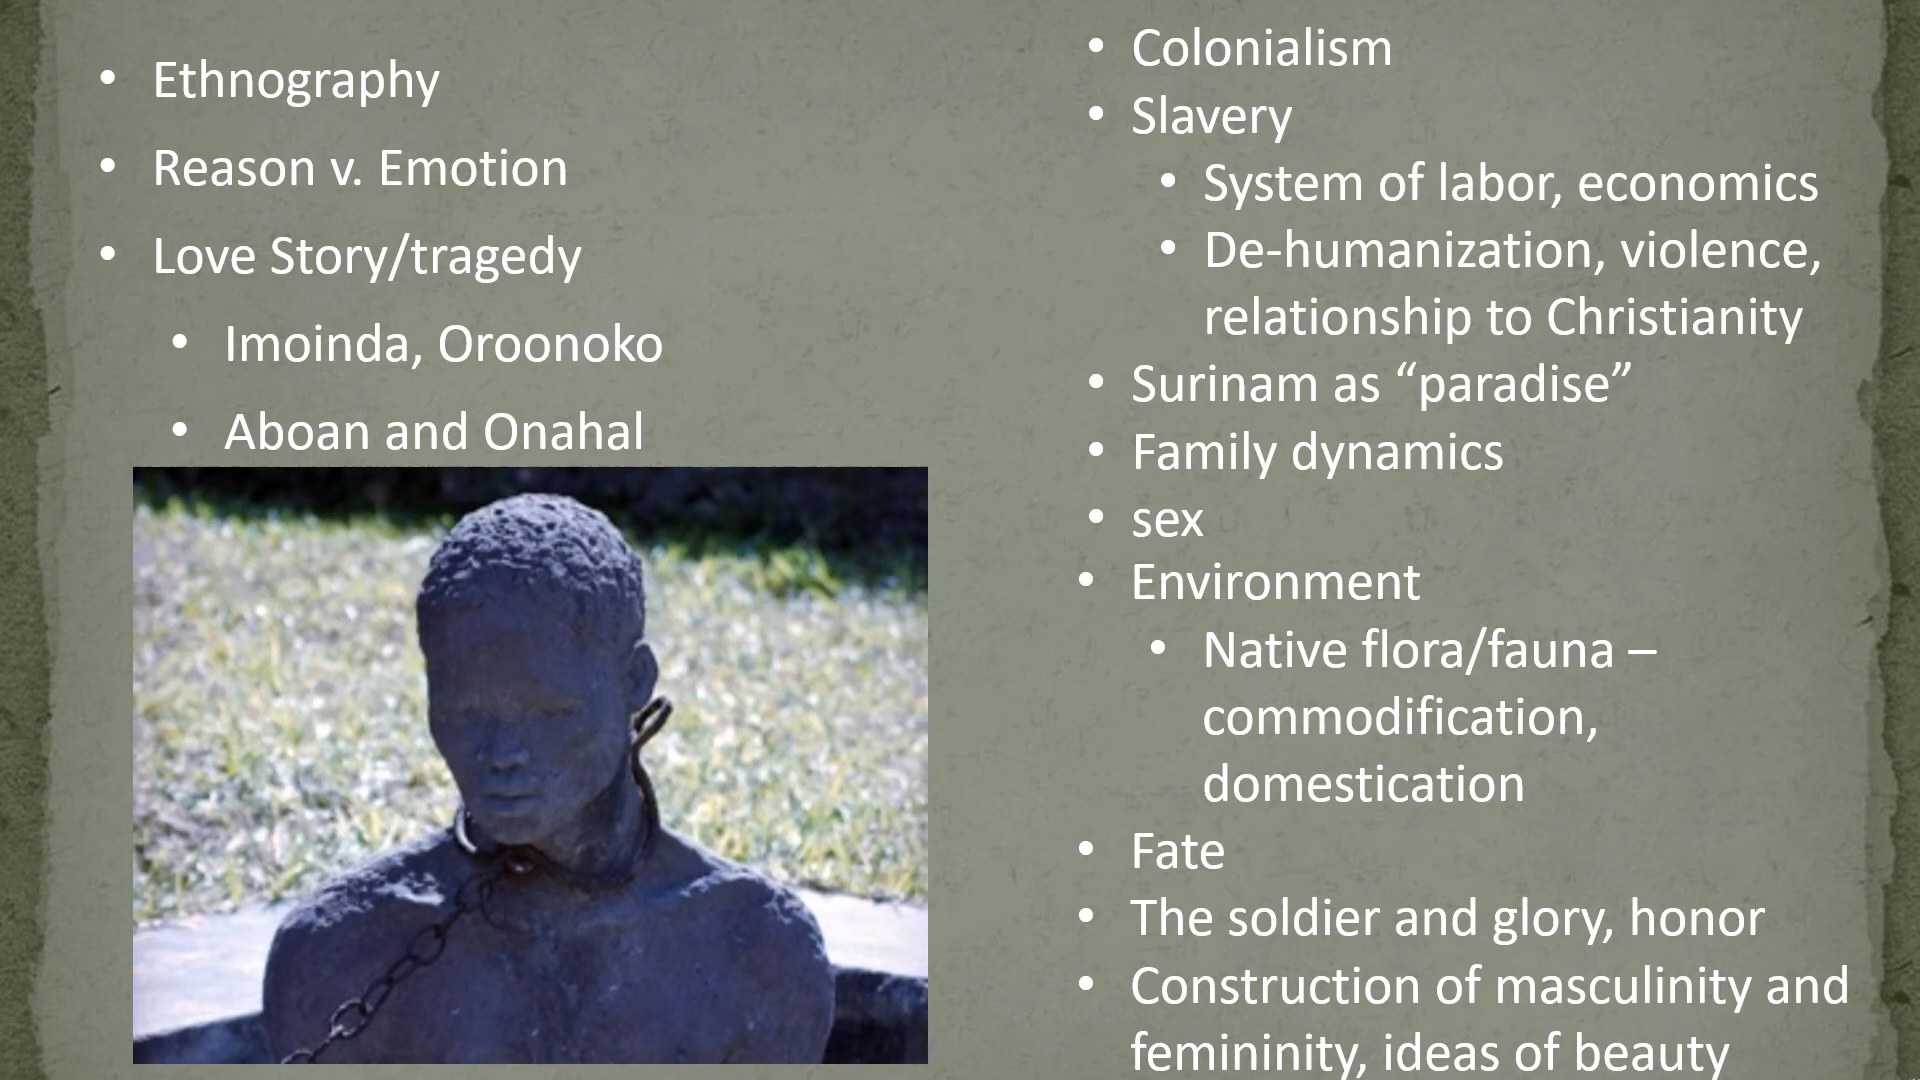 • Ethnography
• Reason v. Emotion
• Love Story/tragedy
• Imoinda, Oroonoko
• Aboan and Onahal
• Colonialism
• Slavery
• System of labor, economics
• De-humanization, violence,
relationship to Christianity
• Surinam as “paradise”
• Family dynamics
• sex
• Environment
• Native flora/fauna –
commodification,
domestication
• Fate
• The soldier and glory, honor
• Construction of masculinity and
femininity, ideas of beauty